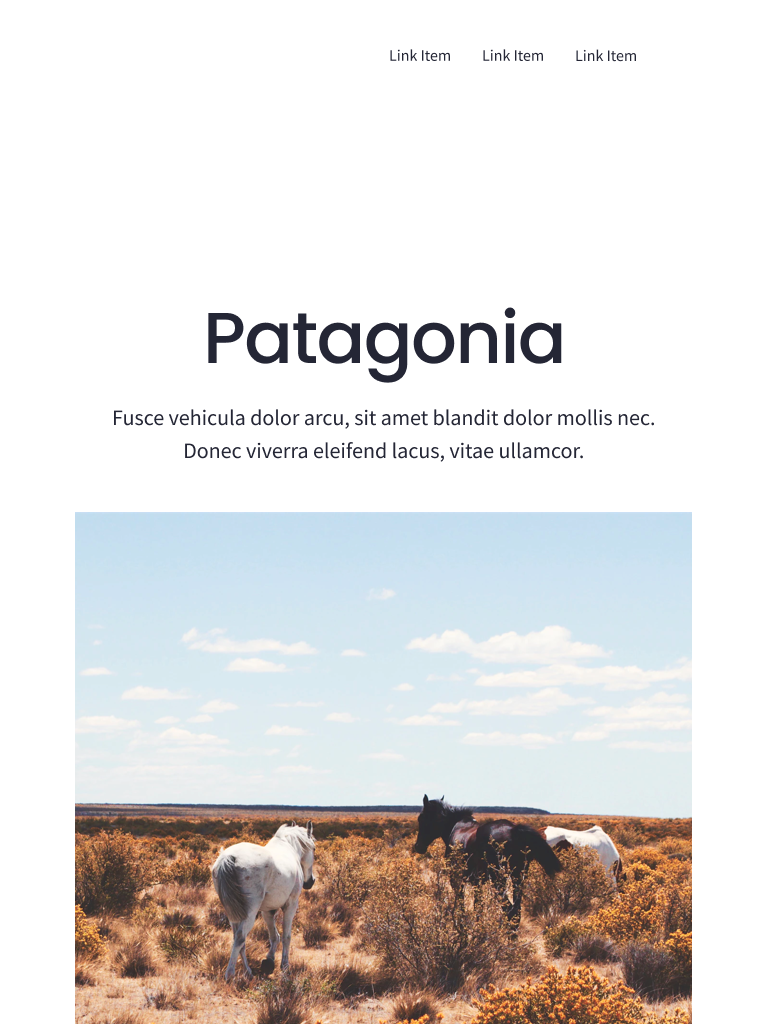 Link Item Link Item Link Item
Patagonia
Fusce vehicula dolor arcu, sit amet blandit dolor mollis nec.
Donec viverra eleifend lacus, vitae ullamcor.